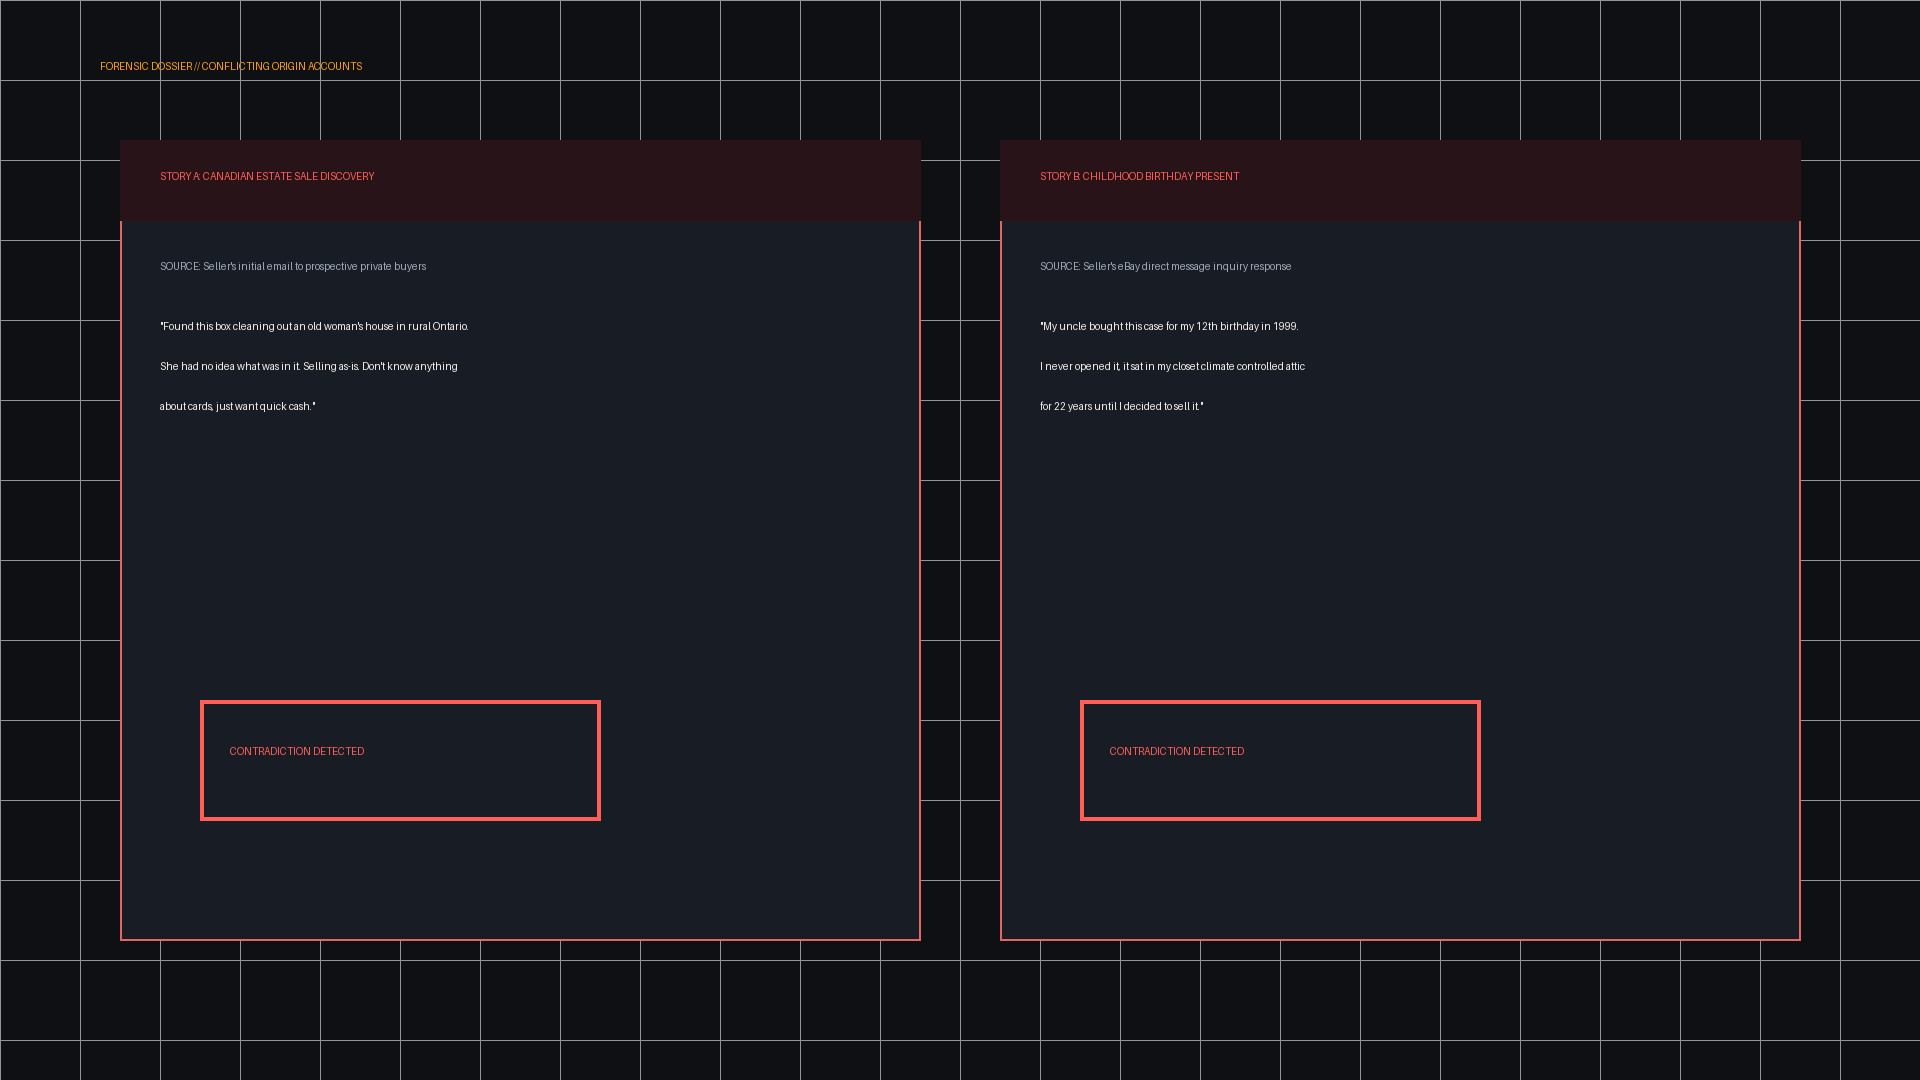 FORENSIC DOSSIER // CONFLICTING ORIGIN ACCOUNTS
STORY A: CANADIAN ESTATE SALE DISCOVERY
SOURCE: Seller's initial email to prospective private buyers
"Found this box cleaning out an old woman's house in rural Ontario.
She had no idea what was in it. Selling as-is. Don't know anything
about cards, just want quick cash."
CONTRADICTION DETECTED
STORY B: CHILDHOOD BIRTHDAY PRESENT
SOURCE: Seller's eBay direct message inquiry response
"My uncle bought this case for my 12th birthday in 1999.
I never opened it, it sat in my closet climate controlled attic
for 22 years until I decided to sell it."
CONTRADICTION DETECTED